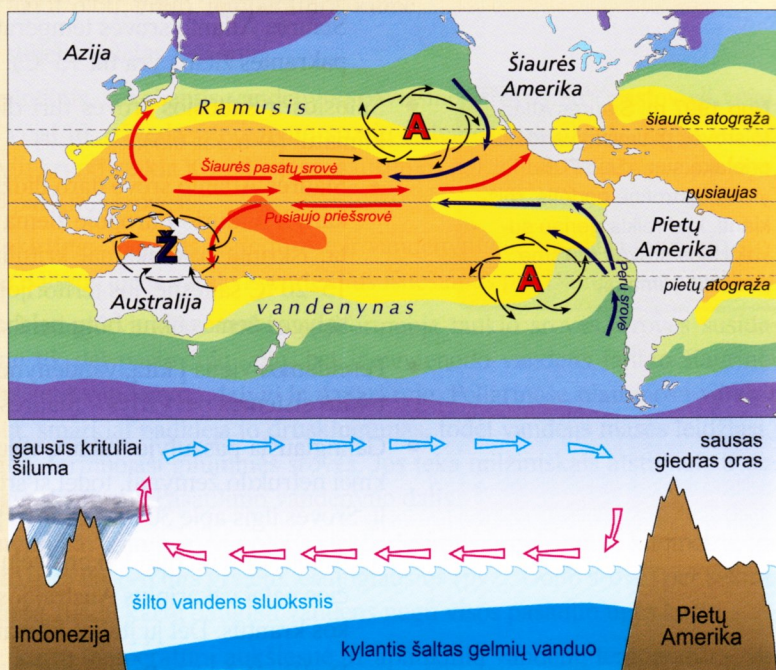 Azija
Šiaurės
Amerika
Ramusis
A
šiaurės atogrąža
Šiaurės pasatų srovė
pusiaujas
Pusiaujo priešsrovė
Ž
Pietų
Amerika
A
Australija
Peru srovė
pietų atogrąža
vandenynas
gausūs krituliai
šiluma
sausas
giedras oras
šilto vandens sluoksnis
Indonezija
kylantis šaltas gelmių vanduo
Pietų
Amerika